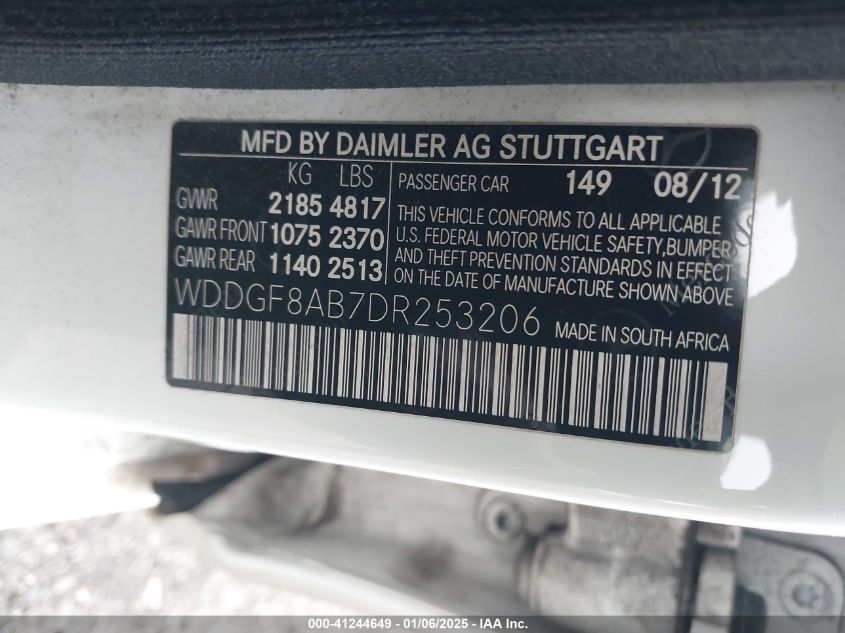 MFD BY DAIMLER AG STUTTGART
KG LBS
GVWR 2185 4817
GAWR FRONT 1075 2370
GAWR REAR 1140 2513
PASSENGER CAR 149 08/12
THIS VEHICLE CONFORMS TO ALL APPLICABLE
U.S. FEDERAL MOTOR VEHICLE SAFETY, BUMPER
AND THEFT PREVENTION STANDARDS IN EFFECT
ON THE DATE OF MANUFACTURE SHOWN ABOVE
WDDGF8AB7DR253206 MADE IN SOUTH AFRICA
000-41244649 - 01/06/2025 - IAAI.com